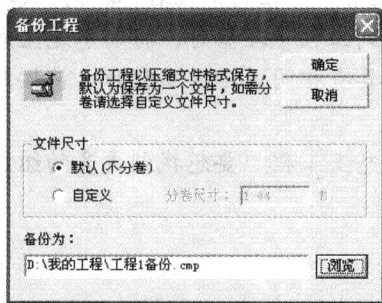 备份工程
备份工程以压缩文件格式保存，
默认为保存为一个文件，如需分
卷请选择自定义文件尺寸。
确定
取消
文件尺寸
默认(不分卷)
自定义 分卷尺寸： 1.44 M
备份为：
D:\我的工程\工程1备份.cmp
浏览